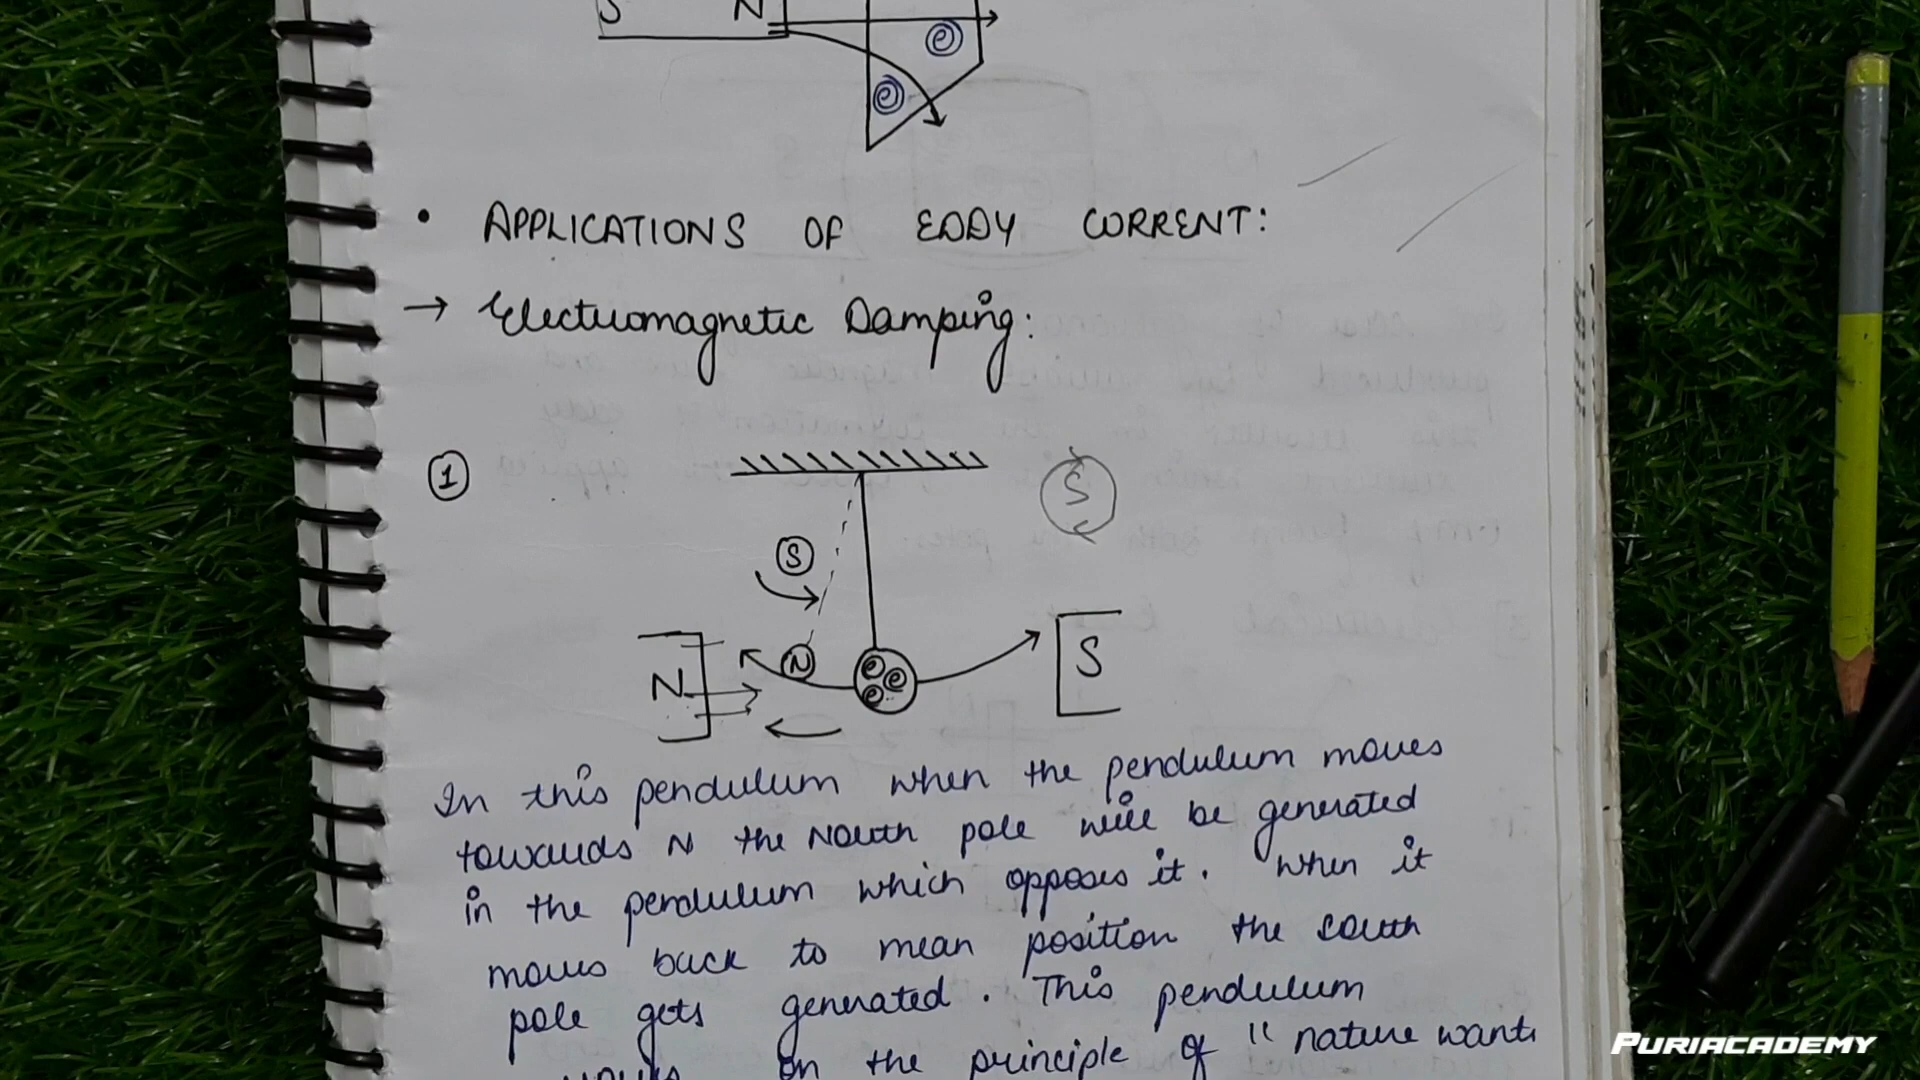 S N
• APPLICATIONS OF EDDY CURRENT:
→ Electromagnetic Damping:
1
S
S
N
N
e
e
e
S
In this pendulum when the pendulum moves
towards N the North pole will be generated
in the pendulum which opposes it. When it
moves back to mean position the south
pole gets generated. This pendulum
on the principle of " nature wants
PURIACADEMY